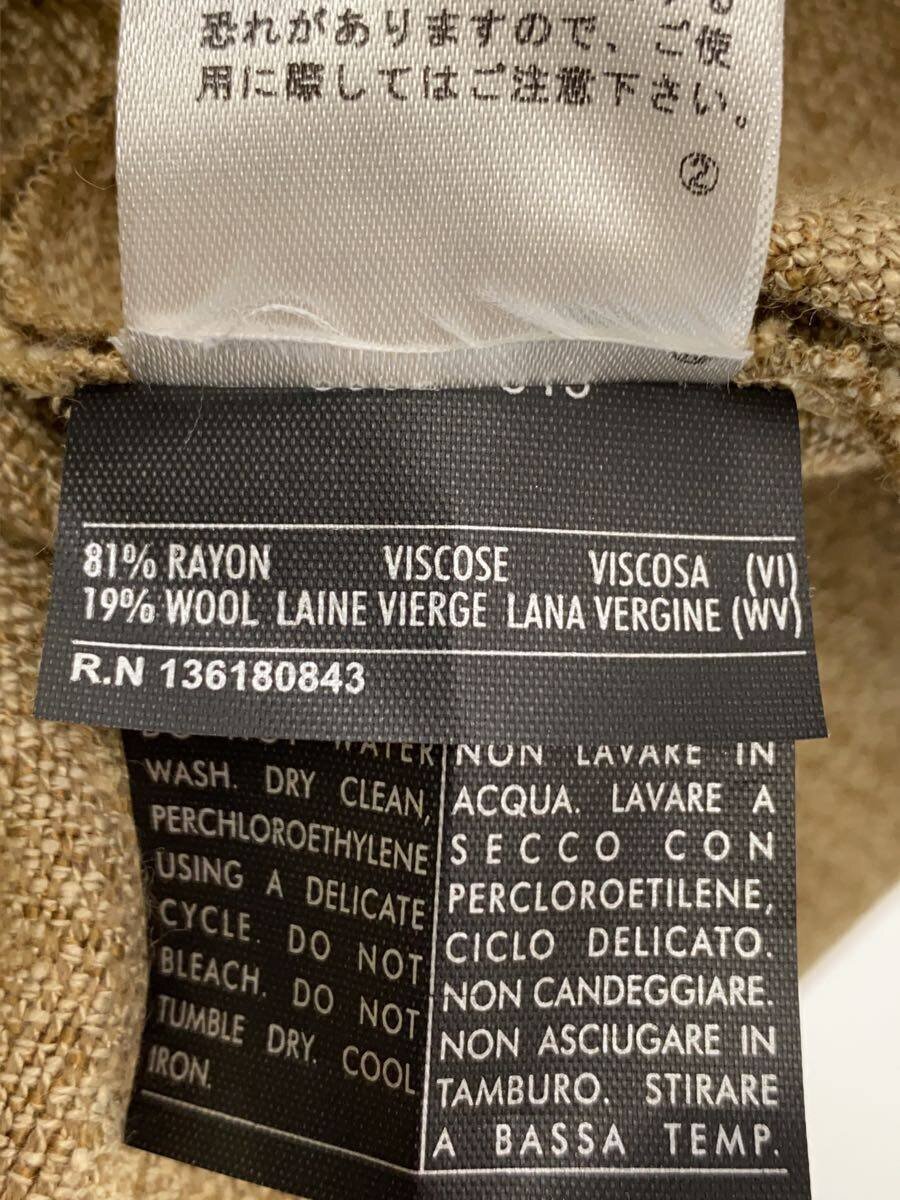 恐れがありますので、ご使
用に際してはご注意下さい。
②
81% RAYON VISCOSE VISCOSA (VI)
19% WOOL LAINE VIERGE LANA VERGINE (WV)
R.N 136180843
DO NOT WATER
WASH. DRY CLEAN,
PERCHLOROETHYLENE
USING A DELICATE
CYCLE. DO NOT
BLEACH. DO NOT
TUMBLE DRY. COOL
IRON.
NON LAVARE IN
ACQUA. LAVARE A
SECCO CON
PERCLOROETILENE,
CICLO DELICATO.
NON CANDEGGIARE.
NON ASCIUGARE IN
TAMBURO. STIRARE
A BASSA TEMP.